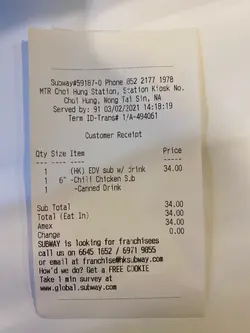 Subway#59187-0 Phone 852 2177 1978
MTR Choi Hung Station, Station Kiosk No.
Choi Hung, Wong Tai Sin, NA
Served by: 91 03/02/2021 14:19:19
Term ID-Trans# 1/A-494061
Customer Receipt
Qty Size Item Price
1 (HK) EDV sub w/ drink 34.00
1 6" -Chili Chicken Sub
1 -Canned Drink
Sub Total 34.00
Total (Eat In) 34.00
Amex 34.00
Change 0.00
SUBWAY is looking for franchisees
call us on 6645 1652 / 6971 9855
or email at franchise@hksubway.com
How'd we do? Get a FREE COOKIE
Take 1 min survey at
www.global.subway.com